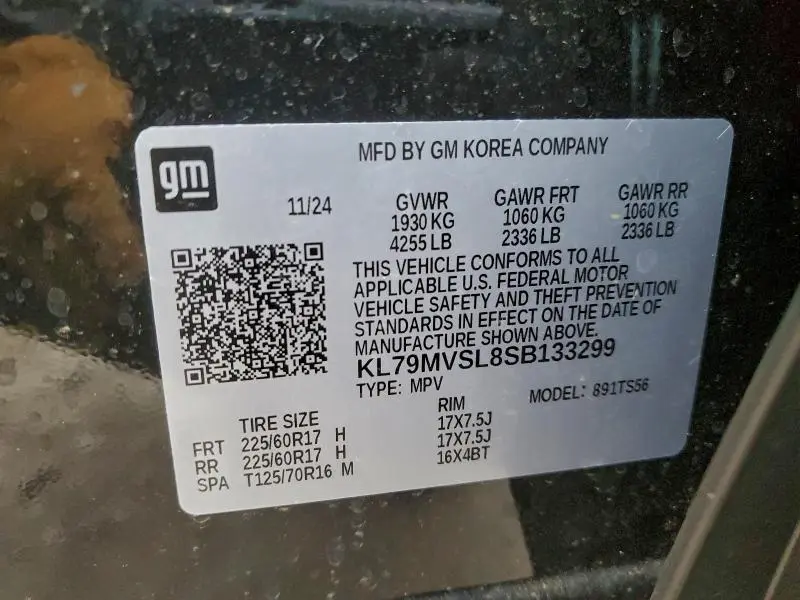 MFD BY GM KOREA COMPANY
gm
11/24
GVWR GAWR FRT GAWR RR
1930 KG 1060 KG 1060 KG
4255 LB 2336 LB 2336 LB
THIS VEHICLE CONFORMS TO ALL
APPLICABLE U.S. FEDERAL MOTOR
VEHICLE SAFETY AND THEFT PREVENTION
STANDARDS IN EFFECT ON THE DATE OF
MANUFACTURE SHOWN ABOVE.
KL79MVSL8SB133299
TYPE: MPV MODEL: 891TS56
TIRE SIZE RIM
FRT 225/60R17 H 17X7.5J
RR 225/60R17 H 17X7.5J
SPA T125/70R16 M 16X4BT